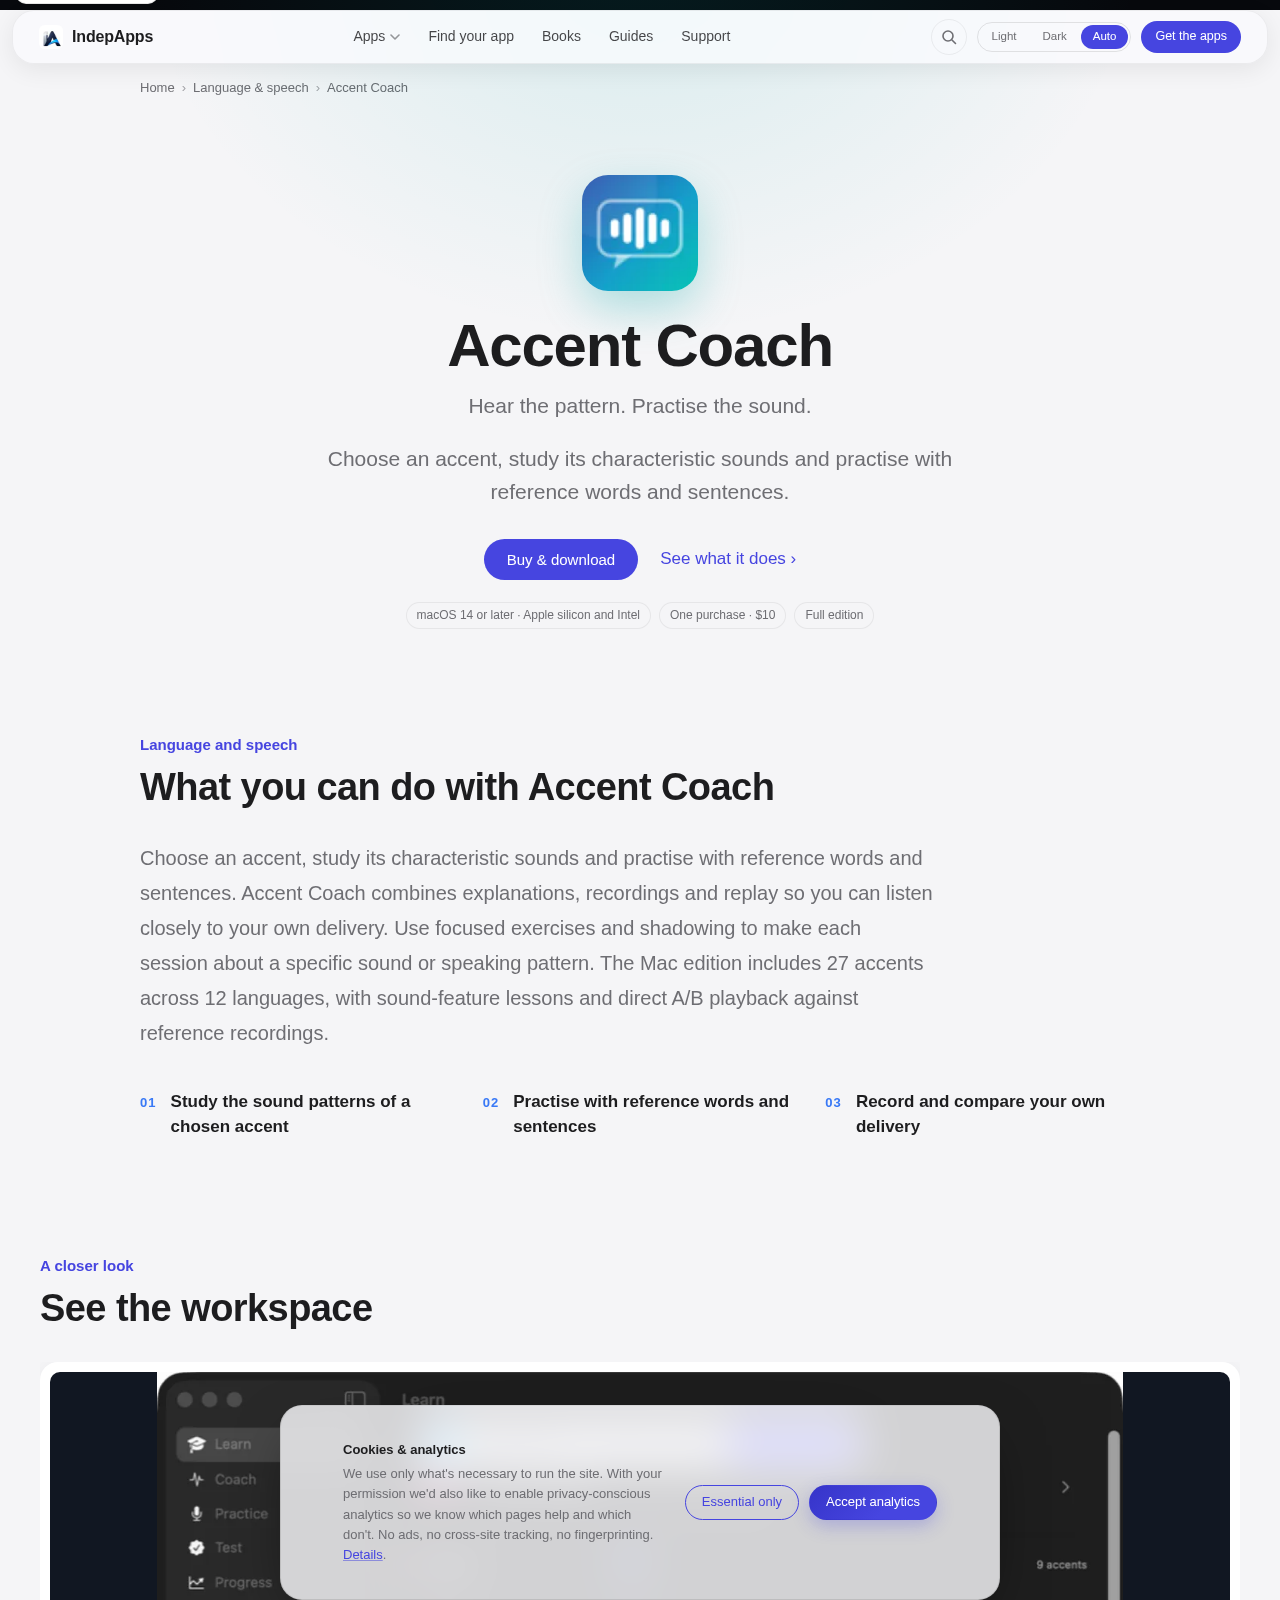 IndepApps
Apps Find your app Books Guides Support
Light Dark Auto
Get the apps
Home › Language & speech › Accent Coach
Accent Coach
Hear the pattern. Practise the sound.
Choose an accent, study its characteristic sounds and practise with
reference words and sentences.
Buy & download
See what it does ›
macOS 14 or later · Apple silicon and Intel
One purchase · $10
Full edition
Language and speech
What you can do with Accent Coach
Choose an accent, study its characteristic sounds and practise with reference words and
sentences. Accent Coach combines explanations, recordings and replay so you can listen
closely to your own delivery. Use focused exercises and shadowing to make each
session about a specific sound or speaking pattern. The Mac edition includes 27 accents
across 12 languages, with sound-feature lessons and direct A/B playback against
reference recordings.
01 Study the sound patterns of a
chosen accent
02 Practise with reference words and
sentences
03 Record and compare your own
delivery
A closer look
See the workspace
Learn
Learn
Coach
Practice
Test
Progress
9 accents
Cookies & analytics
We use only what's necessary to run the site. With your
permission we'd also like to enable privacy-conscious
analytics so we know which pages help and which
don't. No ads, no cross-site tracking, no fingerprinting.
Details.
Essential only
Accept analytics